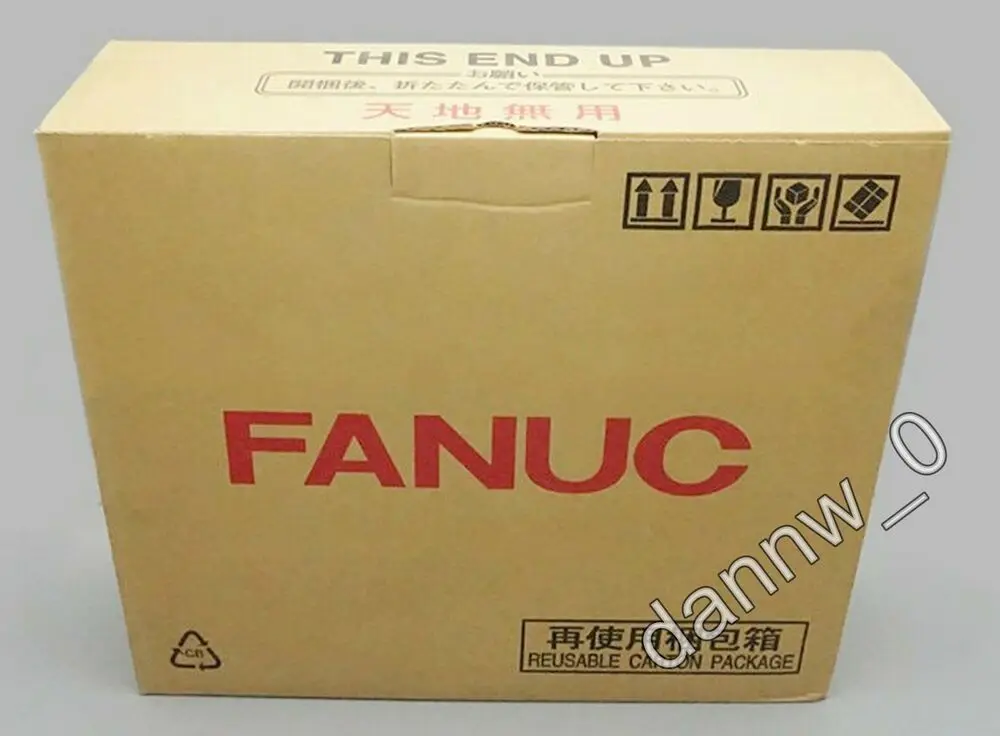 THIS END UP
お願い
開梱後、折たたんで保管して下さい。
天地無用
FANUC
dannw_0
CB
再使用梱包箱
REUSABLE CARTON PACKAGE